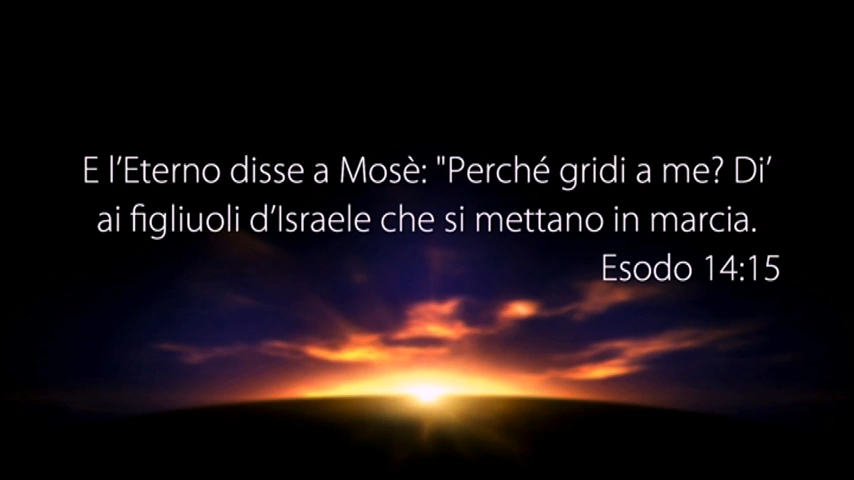 E l’Eterno disse a Mosè: "Perché gridi a me? Di’
ai figliuoli d’Israele che si mettano in marcia.
Esodo 14:15